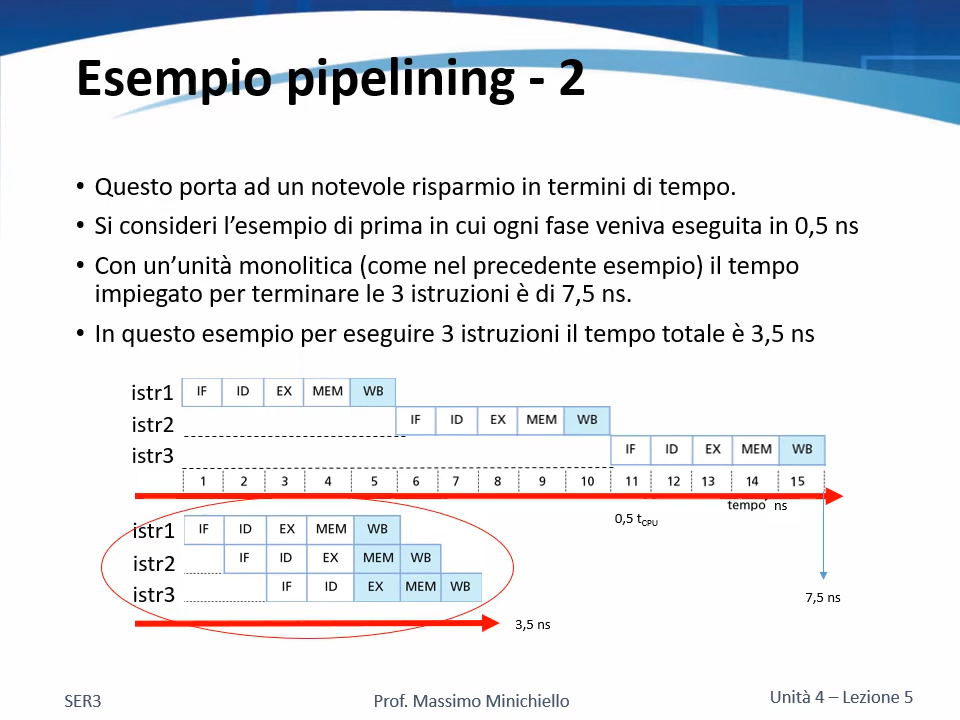 Esempio pipelining - 2
• Questo porta ad un notevole risparmio in termini di tempo.
• Si consideri l’esempio di prima in cui ogni fase veniva eseguita in 0,5 ns
• Con un’unità monolitica (come nel precedente esempio) il tempo
impiegato per terminare le 3 istruzioni è di 7,5 ns.
• In questo esempio per eseguire 3 istruzioni il tempo totale è 3,5 ns
istr1 IF ID EX MEM WB
istr2 IF ID EX MEM WB
istr3 IF ID EX MEM WB
1 2 3 4 5 6 7 8 9 10 11 12 13 14 15
tempo ns
0,5 tCPU
istr1 IF ID EX MEM WB
istr2 IF ID EX MEM WB
istr3 IF ID EX MEM WB
7,5 ns
3,5 ns
SER3 Prof. Massimo Minichiello Unità 4 – Lezione 5